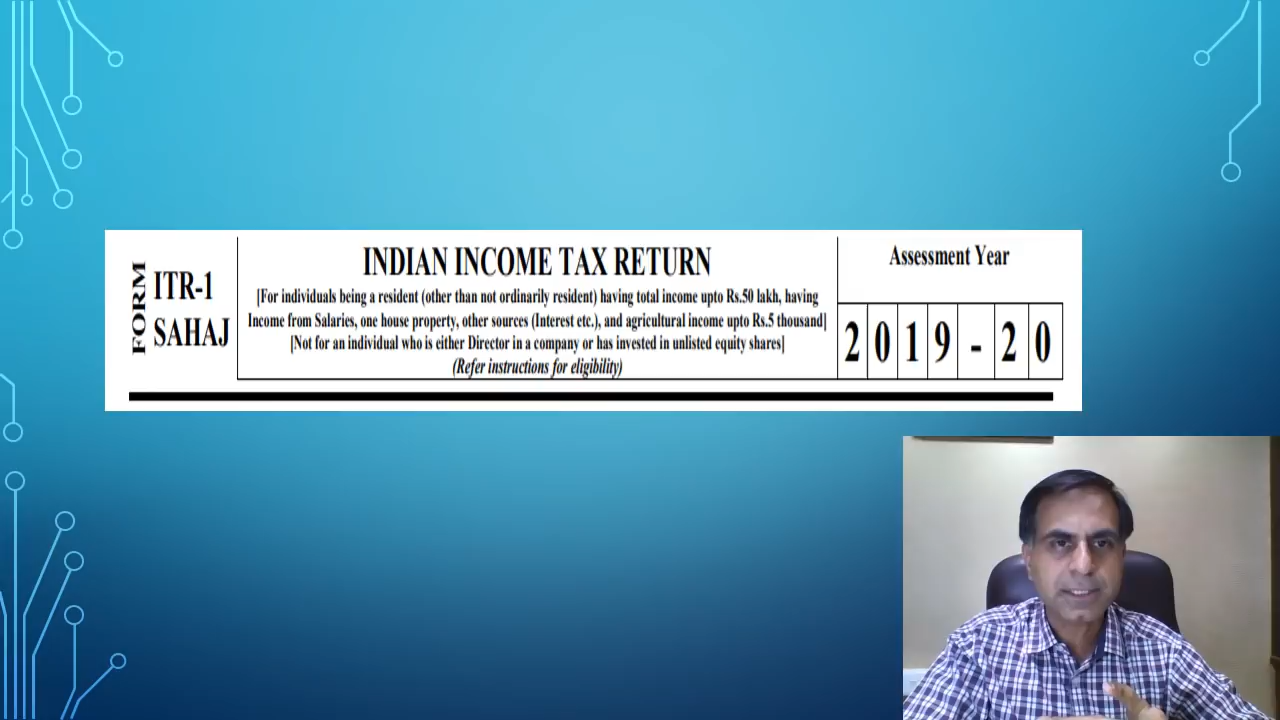 FORM
ITR-1
SAHAJ
INDIAN INCOME TAX RETURN
[For individuals being a resident (other than not ordinarily resident) having total income upto Rs.50 lakh, having
Income from Salaries, one house property, other sources (Interest etc.), and agricultural income upto Rs.5 thousand]
[Not for an individual who is either Director in a company or has invested in unlisted equity shares]
(Refer instructions for eligibility)
Assessment Year
2019-20